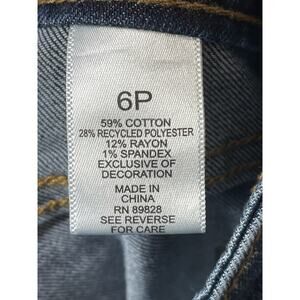 6P
59% COTTON
28% RECYCLED POLYESTER
12% RAYON
1% SPANDEX
EXCLUSIVE OF
DECORATION
MADE IN
CHINA
RN 89828
SEE REVERSE
FOR CARE